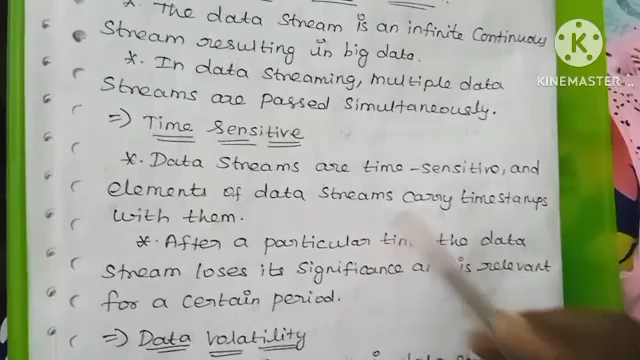 *. The data stream is an infinite continuous
stream resulting in big data.
*. In data streaming, multiple data
streams are passed simultaneously.
=> Time Sensitive
*. Data Streams are time-sensitive, and
elements of data streams carry timestamps
with them.
*. After a particular tim the data
stream loses its significance a is relevant
for a certain period.
=> Data volatility
KINEMASTER